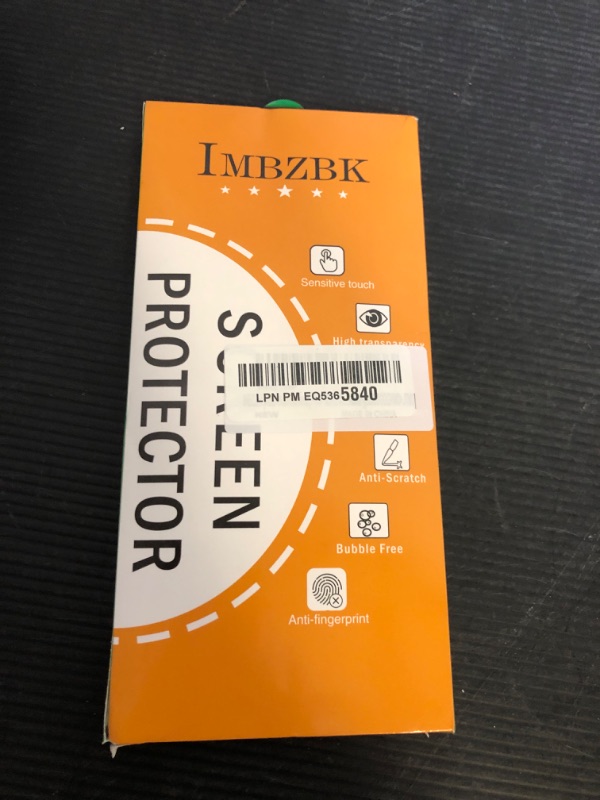 IMBZBK
SCREEN
PROTECTOR
Sensitive touch
High transparency
LPN PM EQ5365840
Anti-Scratch
Bubble Free
Anti-fingerprint